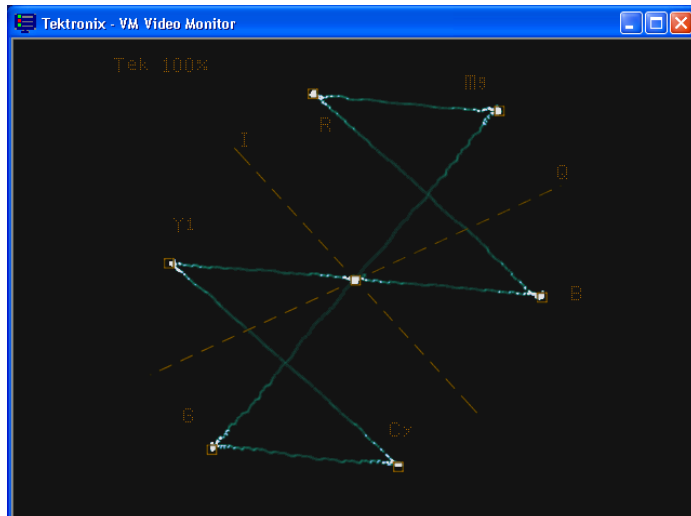 Tektronix - VM Video Monitor
Tek 100%
Mg
R
I
Q
Yl
B
G
Cy